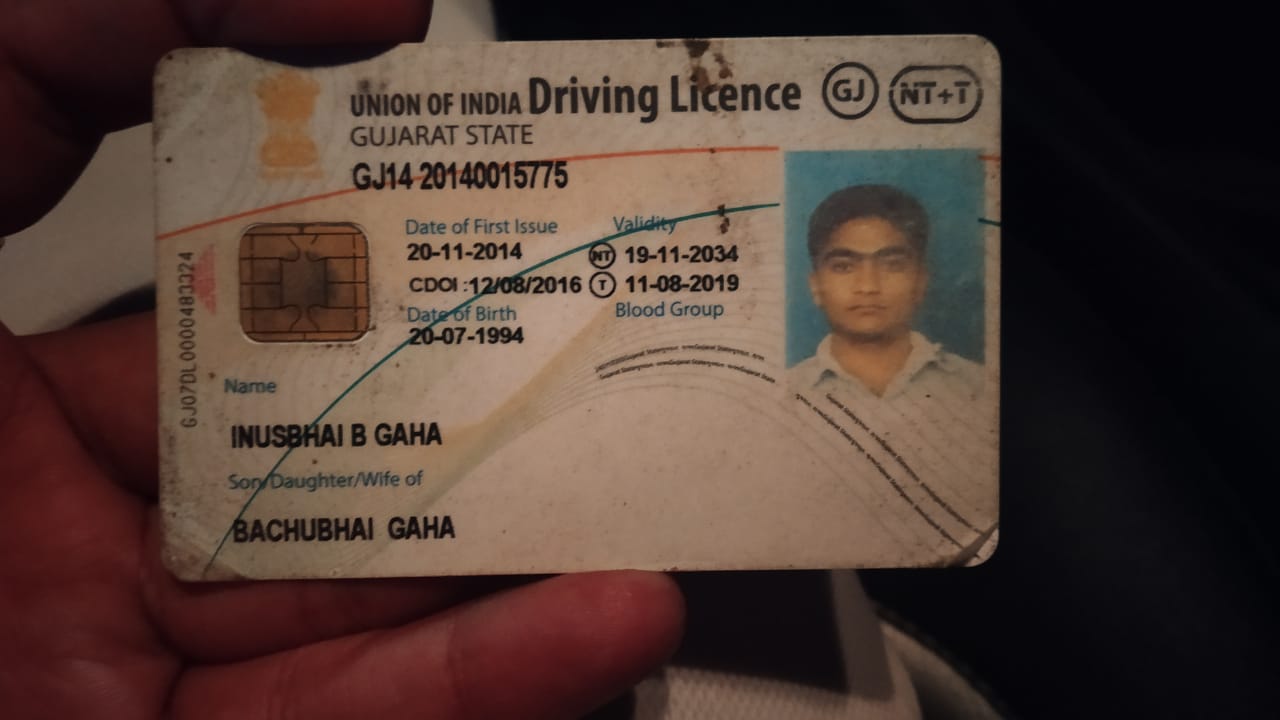 UNION OF INDIA Driving Licence GJ NT+T
GUJARAT STATE
GJ14 20140015775
Date of First Issue Validity
20-11-2014 NT 19-11-2034
CDOI :12/08/2016 T 11-08-2019
Date of Birth Blood Group
20-07-1994
Name
INUSBHAI B GAHA
Son/Daughter/Wife of
BACHUBHAI GAHA